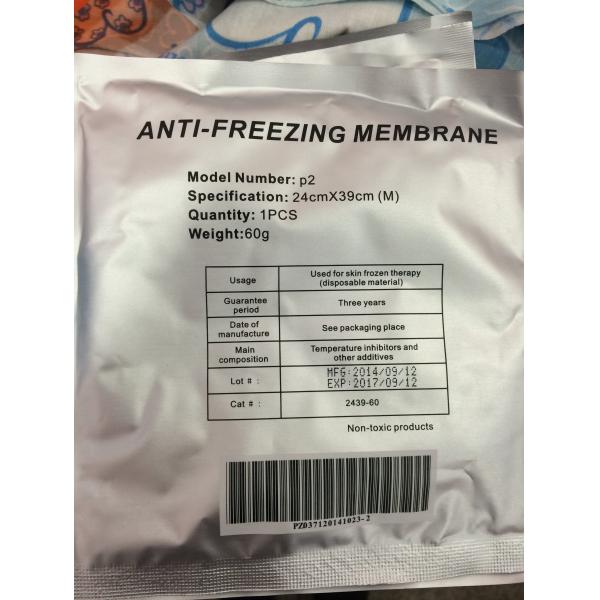 ANTI-FREEZING MEMBRANE
Model Number: p2
Specification: 24cmX39cm (M)
Quantity: 1PCS
Weight:60g
Usage
Used for skin frozen therapy
(disposable material)
Guarantee
period
Three years
Date of
manufacture
See packaging place
Main
composition
Temperature inhibitors and
other additives
Lot # :
MFG:2014/09/12
EXP:2017/09/12
Cat # :
2439-60
Non-toxic products
PZ037120141023-2